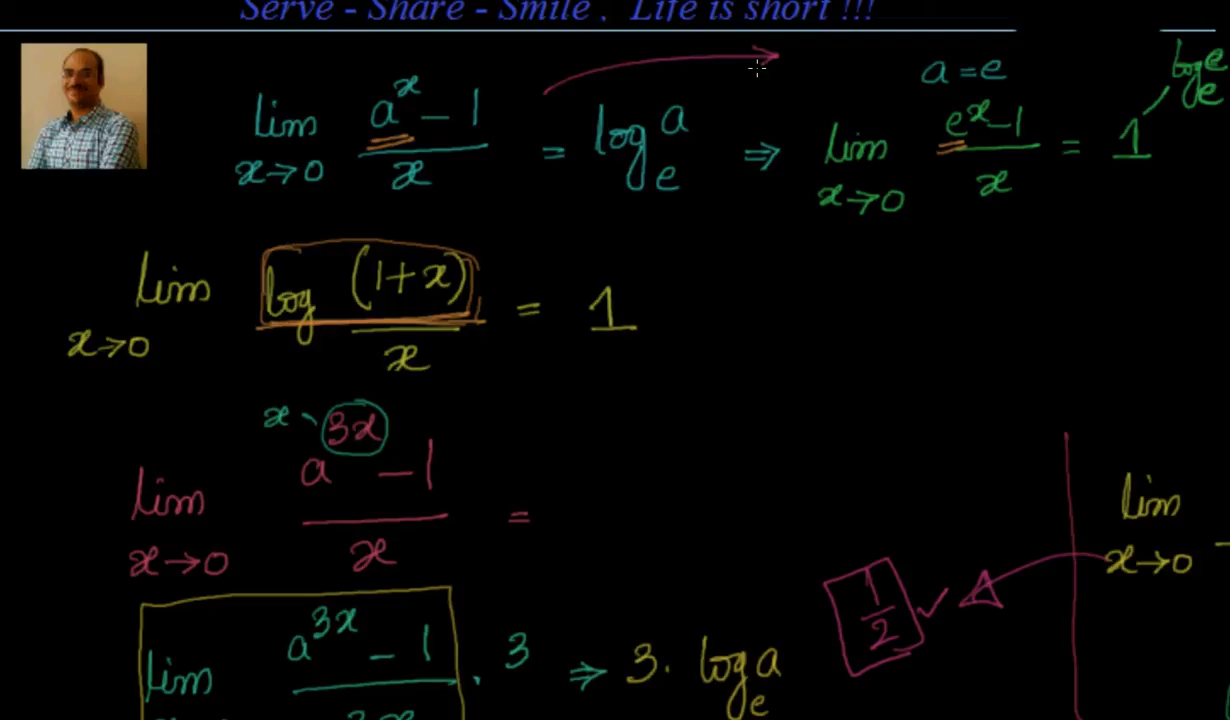 Serve - Share - Smile . Life is short !!!
a = e
log e e
lim x→0 (a^x - 1)/x = log_e a ⇒ lim x→0 (e^x - 1)/x = 1
lim x→0 log (1+x)/x = 1
x 
lim x→0 (a^3x - 1)/x =
lim x→0
1/2 ✓
lim (a^3x - 1)/3x . 3 ⇒ 3. log_e a